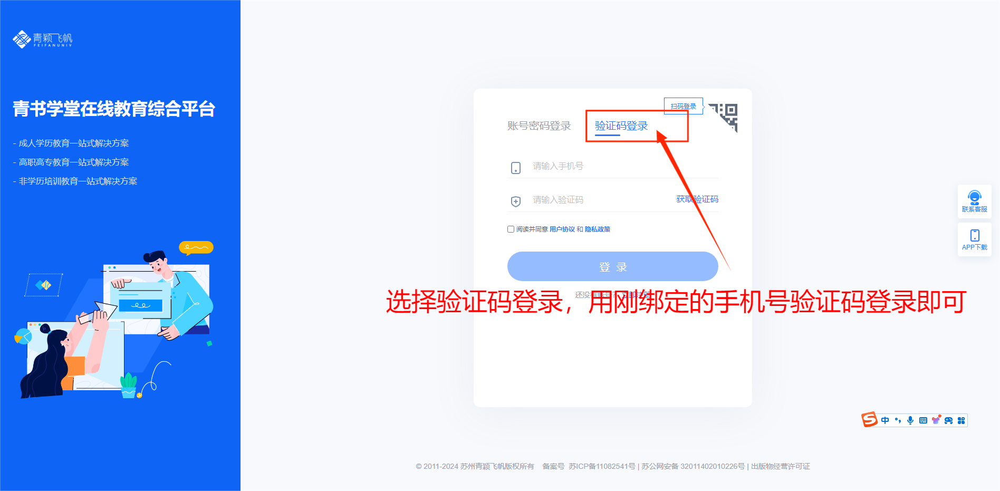 青颖飞帆
FEIFANUNIV
青书学堂在线教育综合平台
- 成人学历教育一站式解决方案
- 高职高专教育一站式解决方案
- 非学历培训教育一站式解决方案
扫码登录
账号密码登录 验证码登录
请输入手机号
请输入验证码 获取验证码
阅读并同意 用户协议 和 隐私政策
登 录
还没有账号？ 立即注册
选择验证码登录，用刚绑定的手机号验证码登录即可
联系客服
APP下载
中
© 2011-2024 苏州青颖飞帆版权所有 备案号 苏ICP备11082541号 | 苏公网安备 32011402010226号 | 出版物经营许可证